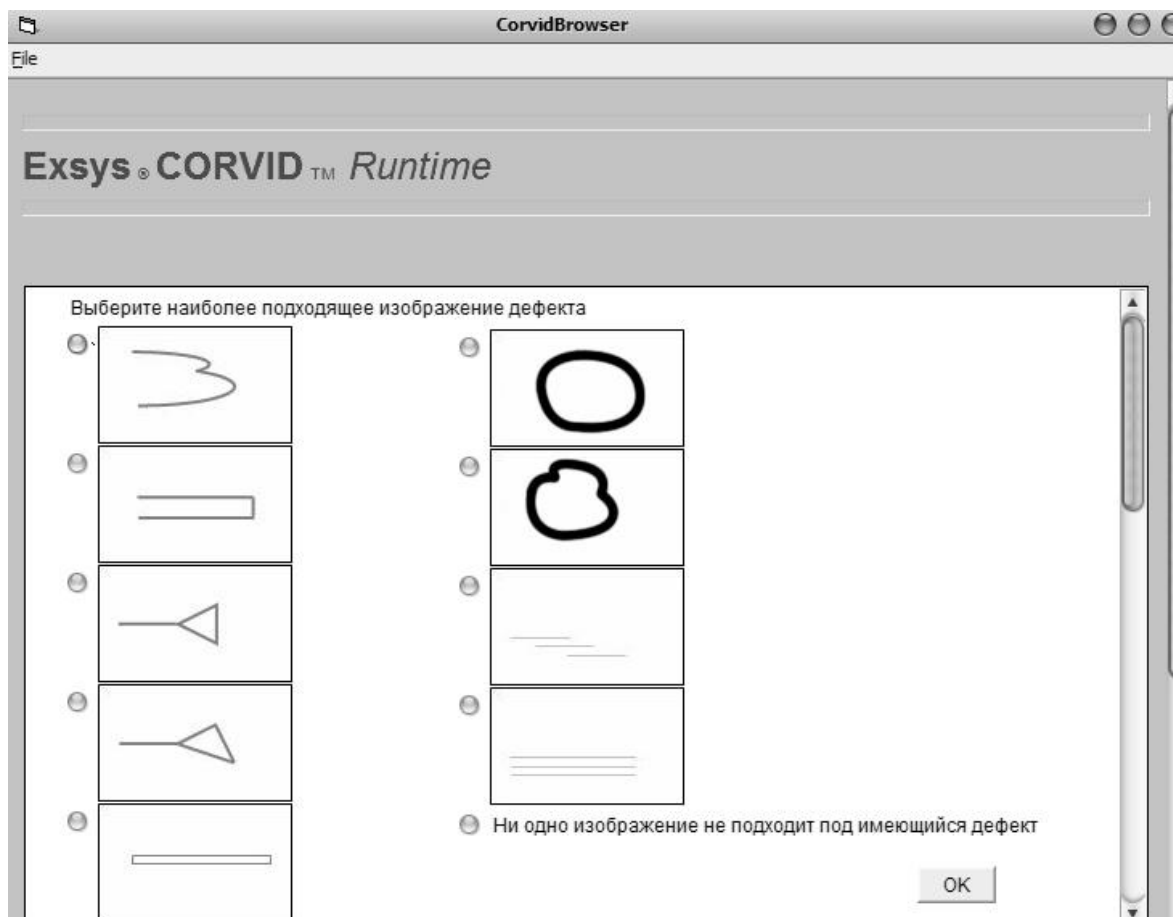 CorvidBrowser
File
Exsys ® CORVID TM Runtime
Выберите наиболее подходящее изображение дефекта
Ни одно изображение не подходит под имеющийся дефект
OK